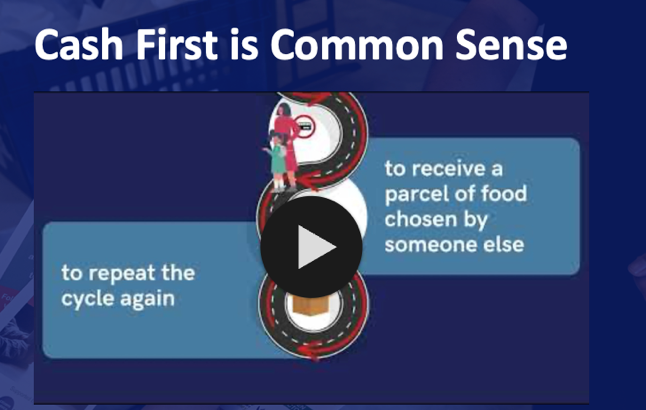 Cash First is Common Sense
to receive a
parcel of food
chosen by
someone else
to repeat the
cycle again